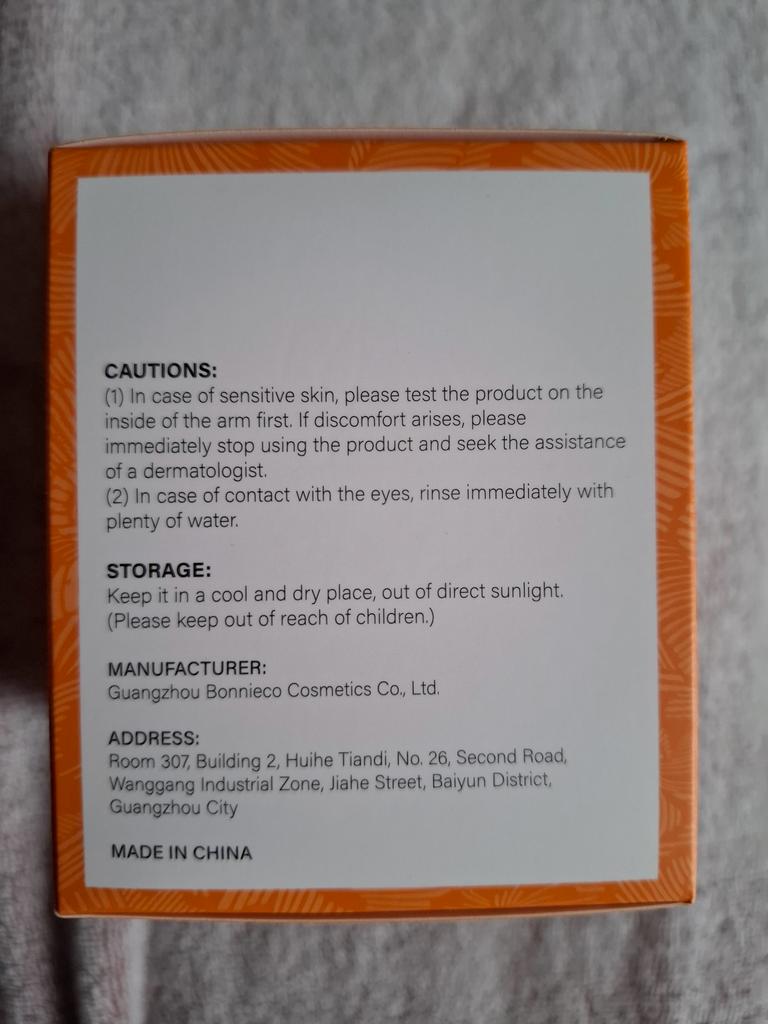 CAUTIONS:
(1) In case of sensitive skin, please test the product on the
inside of the arm first. If discomfort arises, please
immediately stop using the product and seek the assistance
of a dermatologist.
(2) In case of contact with the eyes, rinse immediately with
plenty of water.
STORAGE:
Keep it in a cool and dry place, out of direct sunlight.
(Please keep out of reach of children.)
MANUFACTURER:
Guangzhou Bonnieco Cosmetics Co., Ltd.
ADDRESS:
Room 307, Building 2, Huihe Tiandi, No. 26, Second Road,
Wanggang Industrial Zone, Jiahe Street, Baiyun District,
Guangzhou City
MADE IN CHINA